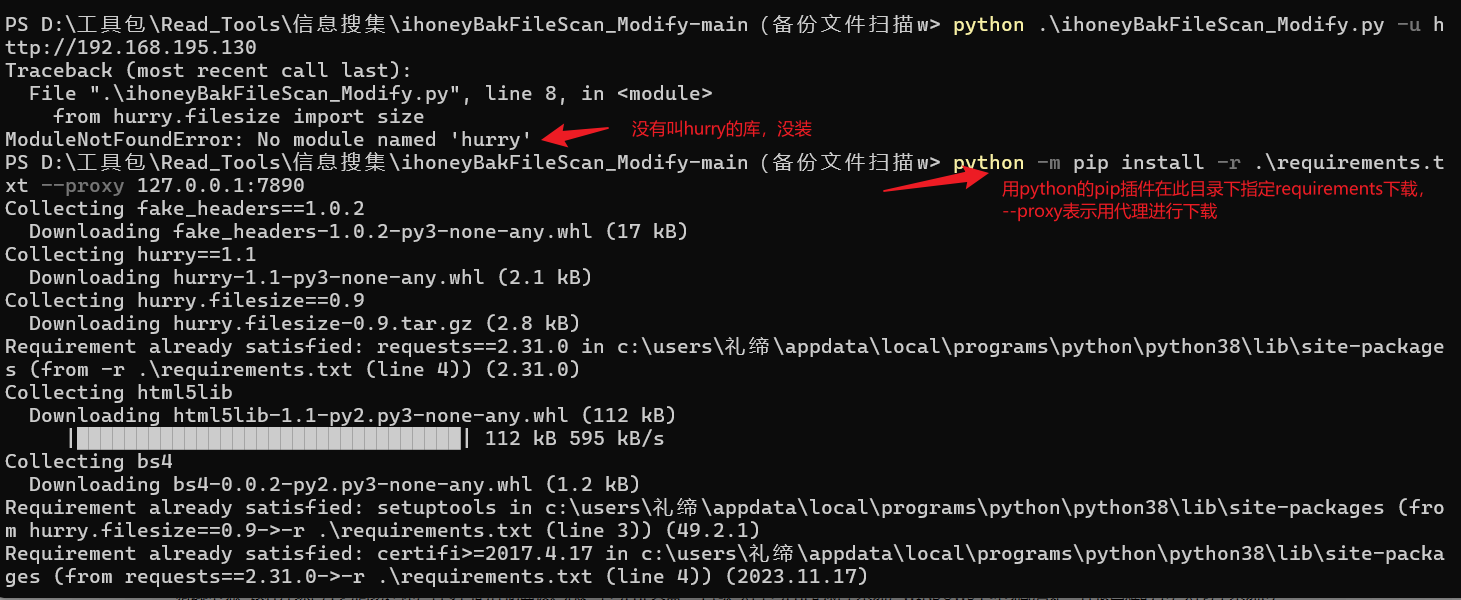 PS D:\工具包\Read_Tools\信息搜集\ihoneyBakFileScan_Modify-main（备份文件扫描w> python .\ihoneyBakFileScan_Modify.py -u h
ttp://192.168.195.130
Traceback (most recent call last):
  File ".\ihoneyBakFileScan_Modify.py", line 8, in <module>
    from hurry.filesize import size
ModuleNotFoundError: No module named 'hurry'
没有叫hurry的库，没装
PS D:\工具包\Read_Tools\信息搜集\ihoneyBakFileScan_Modify-main（备份文件扫描w> python -m pip install -r .\requirements.t
xt --proxy 127.0.0.1:7890
用python的pip插件在此目录下指定requirements下载，
--proxy表示用代理进行下载
Collecting fake_headers==1.0.2
  Downloading fake_headers-1.0.2-py3-none-any.whl (17 kB)
Collecting hurry==1.1
  Downloading hurry-1.1-py3-none-any.whl (2.1 kB)
Collecting hurry.filesize==0.9
  Downloading hurry.filesize-0.9.tar.gz (2.8 kB)
Requirement already satisfied: requests==2.31.0 in c:\users\礼缔\appdata\local\programs\python\python38\lib\site-package
s (from -r .\requirements.txt (line 4)) (2.31.0)
Collecting html5lib
  Downloading html5lib-1.1-py2.py3-none-any.whl (112 kB)
     |████████████████████████████████| 112 kB 595 kB/s
Collecting bs4
  Downloading bs4-0.0.2-py2.py3-none-any.whl (1.2 kB)
Requirement already satisfied: setuptools in c:\users\礼缔\appdata\local\programs\python\python38\lib\site-packages (fro
m hurry.filesize==0.9->-r .\requirements.txt (line 3)) (49.2.1)
Requirement already satisfied: certifi>=2017.4.17 in c:\users\礼缔\appdata\local\programs\python\python38\lib\site-packa
ges (from requests==2.31.0->-r .\requirements.txt (line 4)) (2023.11.17)